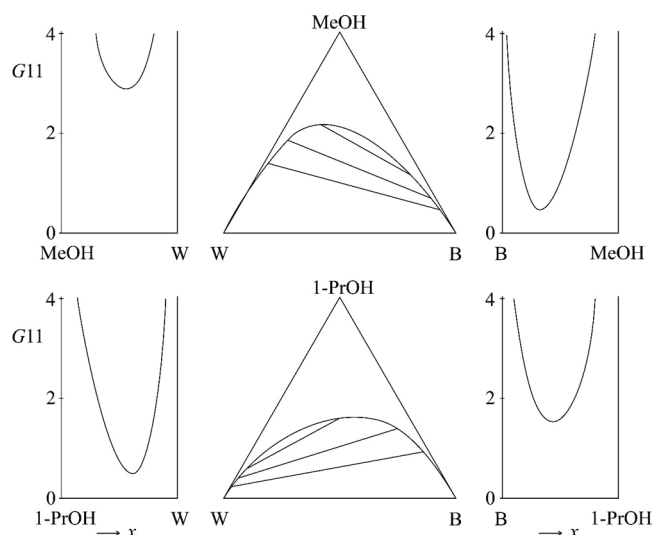 MeOH
4 4
G11
2 2
0 0
MeOH W W B B MeOH
1-PrOH
4 4
G11
2 2
0 0
1-PrOH W W B B 1-PrOH
→ x → x